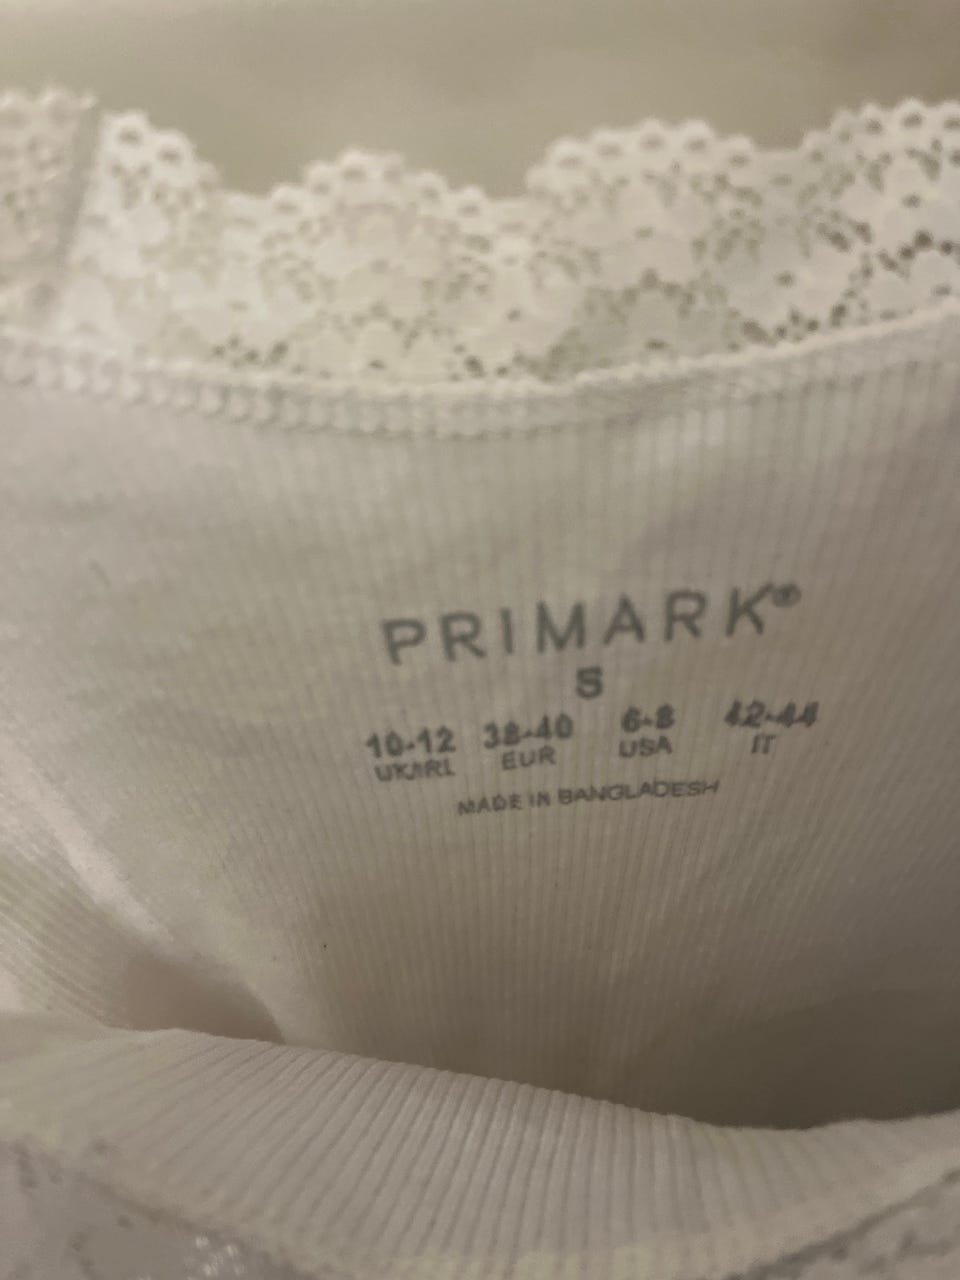 PRIMARK®
S
10-12 38-40 6-8 42-44
UK/IRL EUR USA IT
MADE IN BANGLADESH